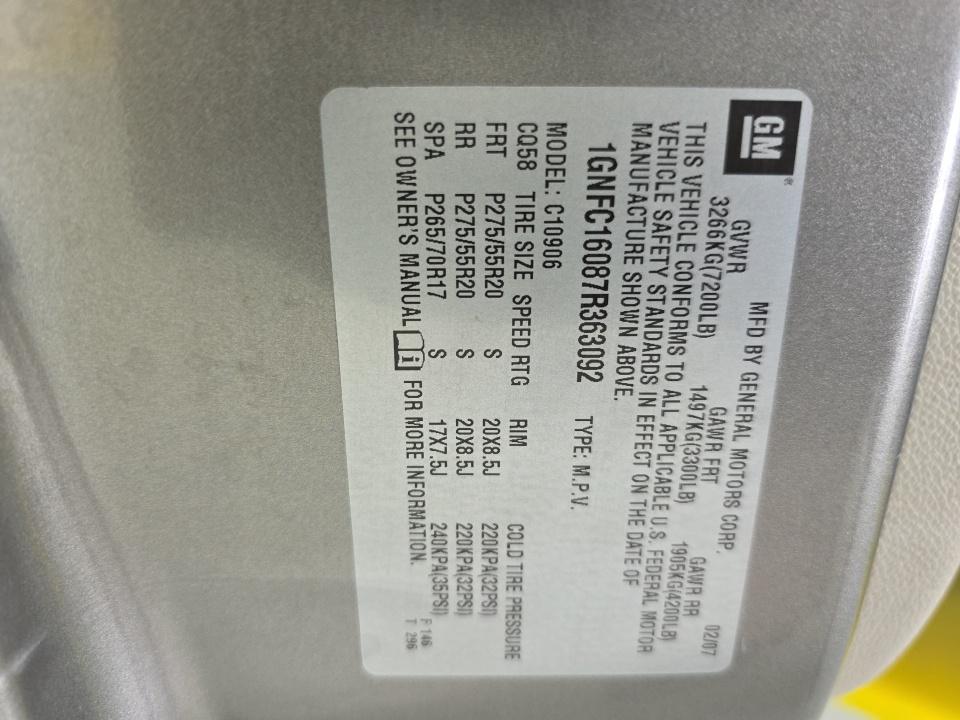 GM®
MFD BY GENERAL MOTORS CORP. 02/07
GVWR GAWR FRT GAWR RR
3266KG(7200LB) 1497KG(3300LB) 1905KG(4200LB)
THIS VEHICLE CONFORMS TO ALL APPLICABLE U.S. FEDERAL MOTOR
VEHICLE SAFETY STANDARDS IN EFFECT ON THE DATE OF
MANUFACTURE SHOWN ABOVE.
1GNFC16087R363092 TYPE: M.P.V.
MODEL: C10906
CQ58 TIRE SIZE SPEED RTG RIM COLD TIRE PRESSURE
FRT P275/55R20 S 20X8.5J 220KPA(32PSI)
RR P275/55R20 S 20X8.5J 220KPA(32PSI)
SPA P265/70R17 S 17X7.5J 240KPA(35PSI)
SEE OWNER'S MANUAL i FOR MORE INFORMATION. F 146
T 296